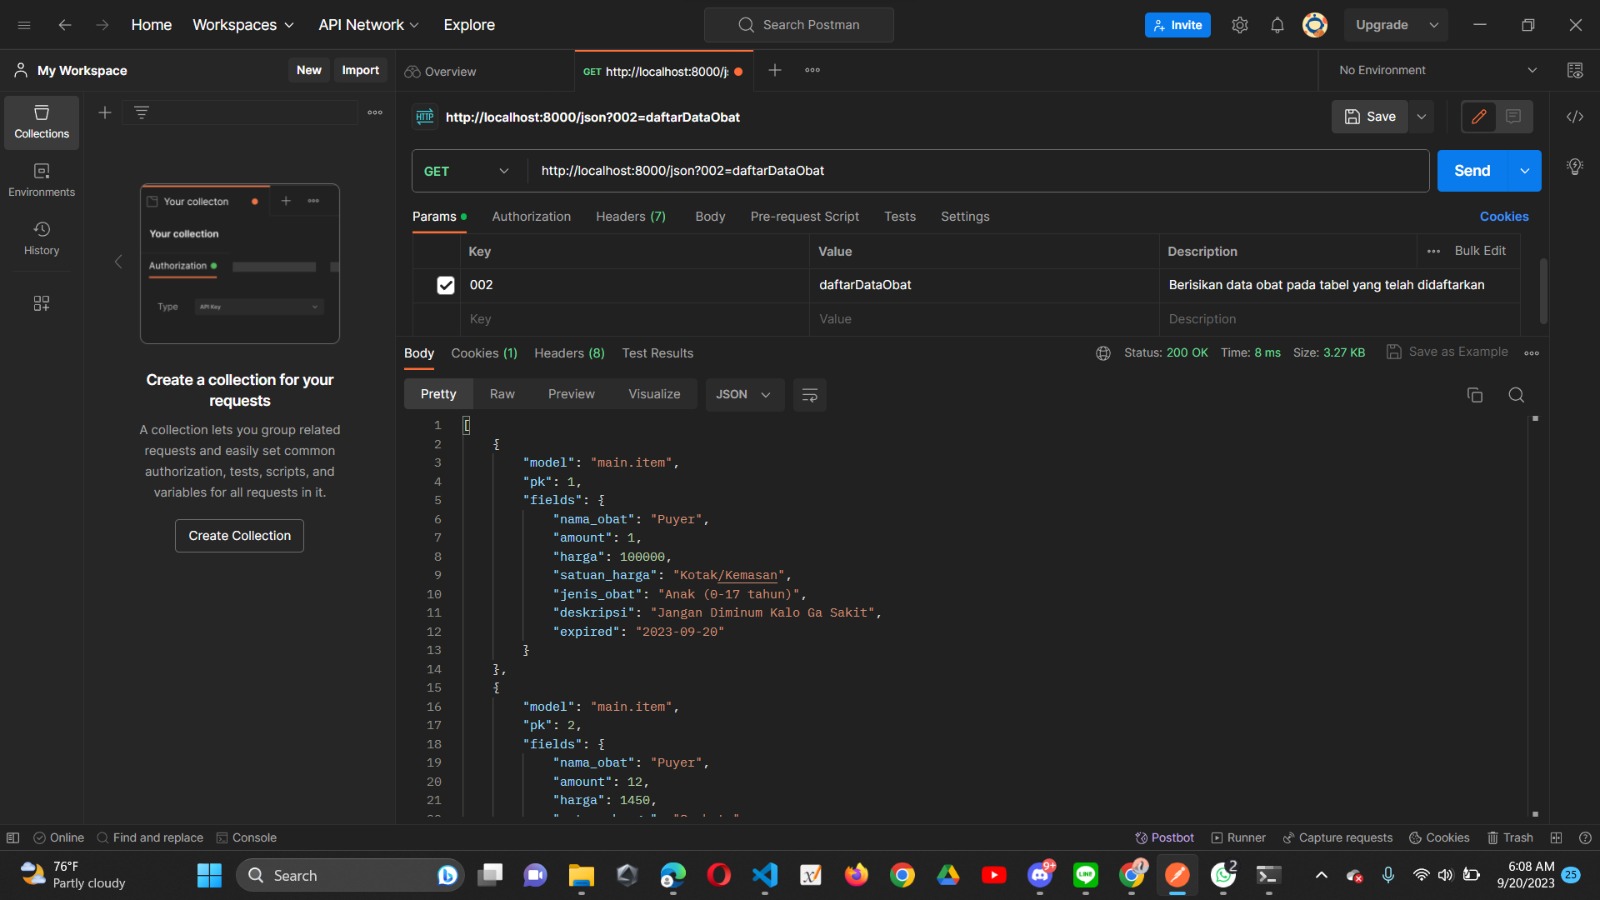 Home Workspaces API Network Explore Search Postman Invite Upgrade
My Workspace New Import Overview GET http://localhost:8000/j No Environment
Collections
Environments
History
Your collecton
Your collection
Authorization
Type API Key
Create a collection for your
requests
A collection lets you group related
requests and easily set common
authorization, tests, scripts, and
variables for all requests in it.
Create Collection
HTTP http://localhost:8000/json?002=daftarDataObat Save
GET http://localhost:8000/json?002=daftarDataObat Send
Params Authorization Headers (7) Body Pre-request Script Tests Settings Cookies
Key Value Description Bulk Edit
002 daftarDataObat Berisikan data obat pada tabel yang telah didaftarkan
Key Value Description
Body Cookies (1) Headers (8) Test Results Status: 200 OK Time: 8 ms Size: 3.27 KB Save as Example
Pretty Raw Preview Visualize JSON
1 [
2 {
3 "model": "main.item",
4 "pk": 1,
5 "fields": {
6 "nama_obat": "Puyer",
7 "amount": 1,
8 "harga": 100000,
9 "satuan_harga": "Kotak/Kemasan",
10 "jenis_obat": "Anak (0-17 tahun)",
11 "deskripsi": "Jangan Diminum Kalo Ga Sakit",
12 "expired": "2023-09-20"
13 }
14 },
15 {
16 "model": "main.item",
17 "pk": 2,
18 "fields": {
19 "nama_obat": "Puyer",
20 "amount": 12,
21 "harga": 1450,
Online Find and replace Console Postbot Runner Capture requests Cookies Trash
76°F
Partly cloudy
Search
9+
LINE
2
6:08 AM
9/20/2023
25